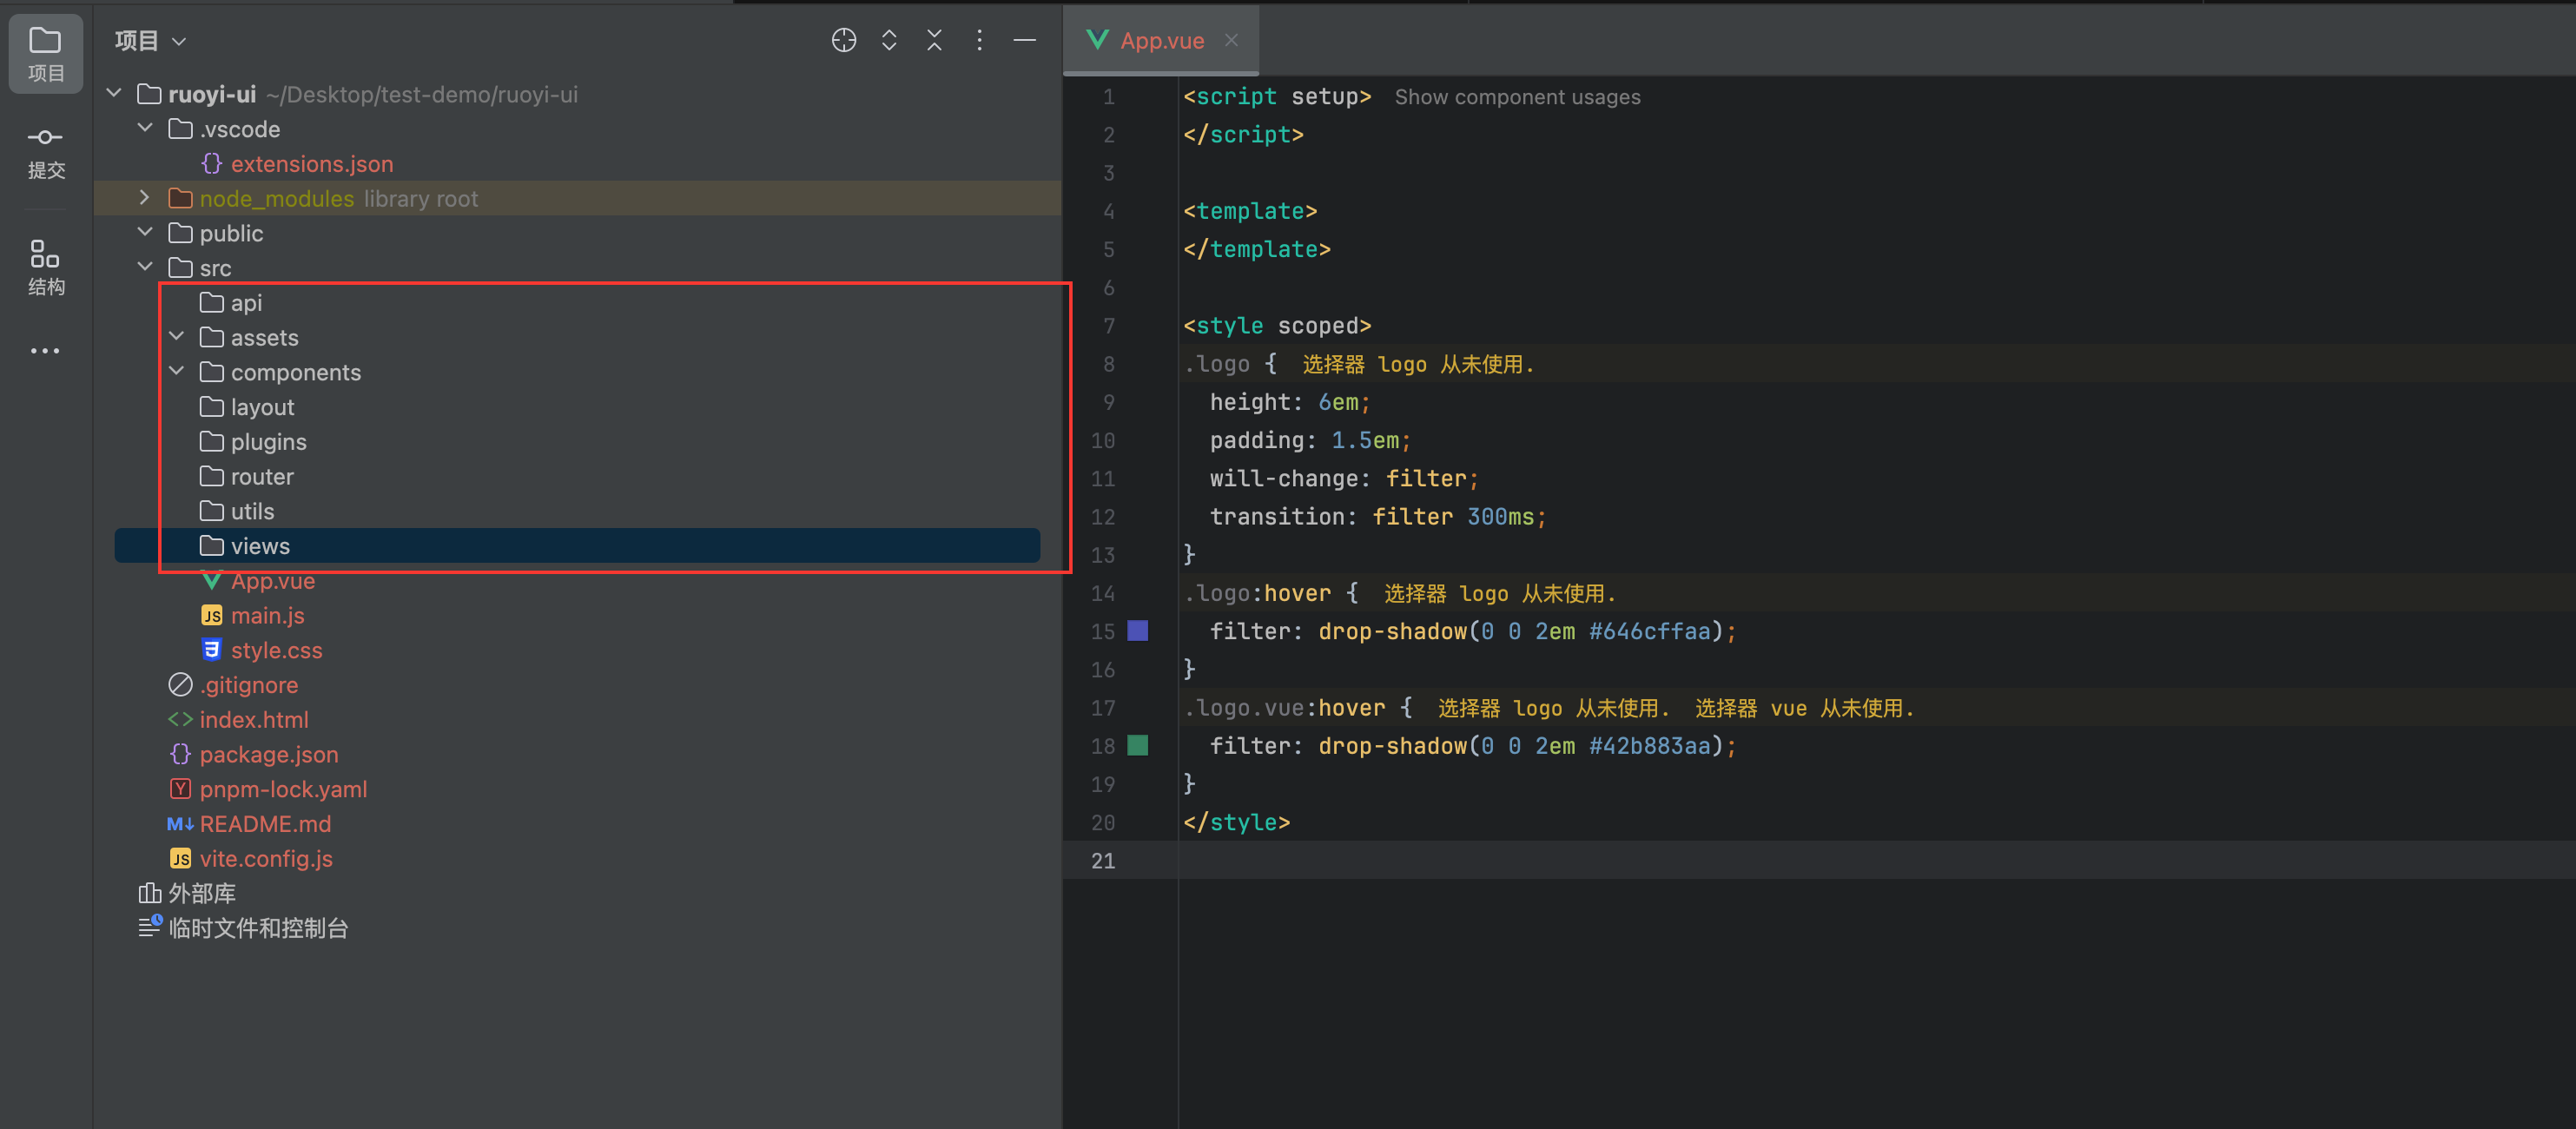 项目
提交
结构
项目
ruoyi-ui ~/Desktop/test-demo/ruoyi-ui
.vscode
{} extensions.json
node_modules library root
public
src
api
assets
components
layout
plugins
router
utils
views
App.vue
JS main.js
style.css
.gitignore
<> index.html
{} package.json
Y pnpm-lock.yaml
M↓ README.md
JS vite.config.js
外部库
临时文件和控制台
App.vue ×
1 <script setup> Show component usages
2 </script>
3
4 <template>
5 </template>
6
7 <style scoped>
8 .logo { 选择器 logo 从未使用.
9 height: 6em;
10 padding: 1.5em;
11 will-change: filter;
12 transition: filter 300ms;
13 }
14 .logo:hover { 选择器 logo 从未使用.
15 filter: drop-shadow(0 0 2em #646cffaa);
16 }
17 .logo.vue:hover { 选择器 logo 从未使用. 选择器 vue 从未使用.
18 filter: drop-shadow(0 0 2em #42b883aa);
19 }
20 </style>
21